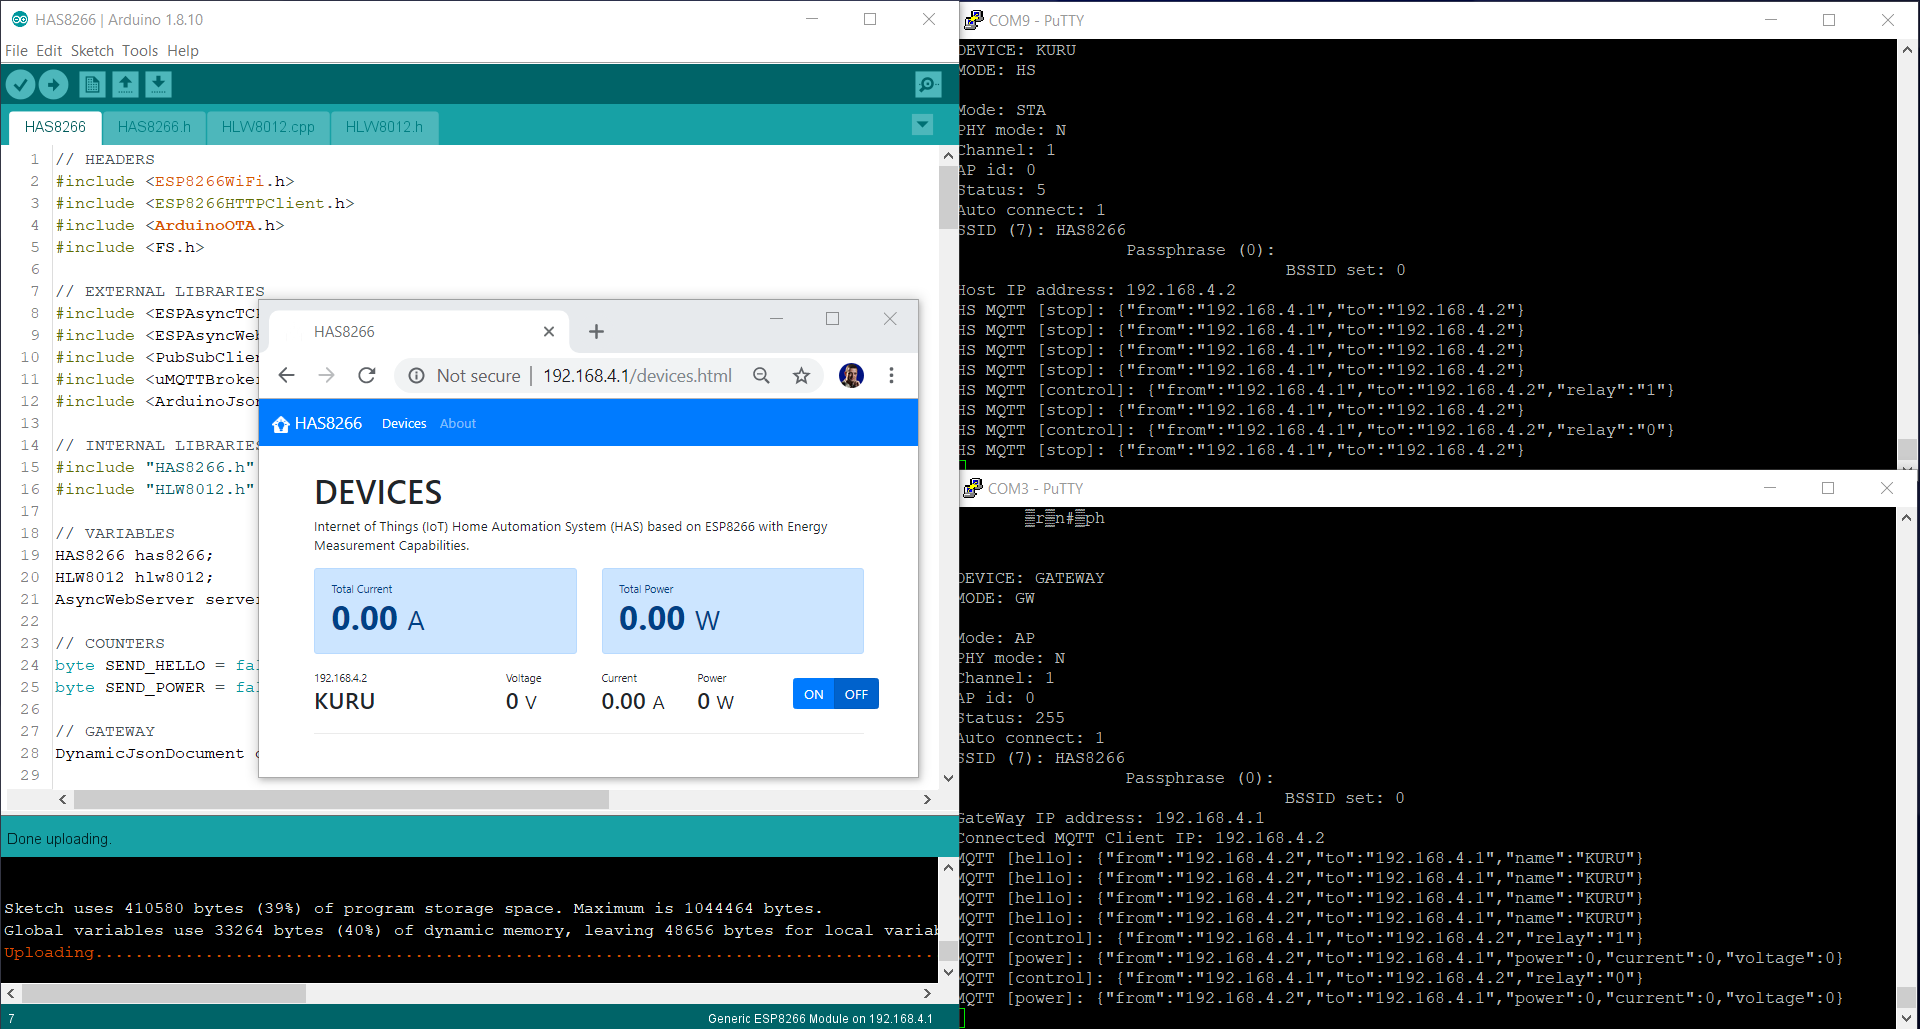 HAS8266 | Arduino 1.8.10
File Edit Sketch Tools Help
HAS8266 HAS8266.h HLW8012.cpp HLW8012.h
1 // HEADERS
2 #include <ESP8266WiFi.h>
3 #include <ESP8266HTTPClient.h>
4 #include <ArduinoOTA.h>
5 #include <FS.h>
6
7 // EXTERNAL LIBRARIES
8 #include <ESPAsyncTC
9 #include <ESPAsyncWeb
10 #include <PubSubClie
11 #include <uMQTTBroker
12 #include <ArduinoJson
13
14 // INTERNAL LIBRARIES
15 #include "HAS8266.h"
16 #include "HLW8012.h"
17
18 // VARIABLES
19 HAS8266 has8266;
20 HLW8012 hlw8012;
21 AsyncWebServer server
22
23 // COUNTERS
24 byte SEND_HELLO = fal
25 byte SEND_POWER = fal
26
27 // GATEWAY
28 DynamicJsonDocument
29
HAS8266
Not secure | 192.168.4.1/devices.html
HAS8266 Devices About
DEVICES
Internet of Things (IoT) Home Automation System (HAS) based on ESP8266 with Energy
Measurement Capabilities.
Total Current
0.00 A
Total Power
0.00 W
192.168.4.2 Voltage Current Power
KURU 0 V 0.00 A 0 W ON OFF
Done uploading.
Sketch uses 410580 bytes (39%) of program storage space. Maximum is 1044464 bytes.
Global variables use 33264 bytes (40%) of dynamic memory, leaving 48656 bytes for local variab
Uploading....................................................................................
7 Generic ESP8266 Module on 192.168.4.1
COM9 - PuTTY
DEVICE: KURU
MODE: HS
Mode: STA
PHY mode: N
Channel: 1
AP id: 0
Status: 5
Auto connect: 1
SSID (7): HAS8266
Passphrase (0):
BSSID set: 0
Host IP address: 192.168.4.2
HS MQTT [stop]: {"from":"192.168.4.1","to":"192.168.4.2"}
HS MQTT [stop]: {"from":"192.168.4.1","to":"192.168.4.2"}
HS MQTT [stop]: {"from":"192.168.4.1","to":"192.168.4.2"}
HS MQTT [stop]: {"from":"192.168.4.1","to":"192.168.4.2"}
HS MQTT [control]: {"from":"192.168.4.1","to":"192.168.4.2","relay":"1"}
HS MQTT [stop]: {"from":"192.168.4.1","to":"192.168.4.2"}
HS MQTT [control]: {"from":"192.168.4.1","to":"192.168.4.2","relay":"0"}
HS MQTT [stop]: {"from":"192.168.4.1","to":"192.168.4.2"}
COM3 - PuTTY
▒r▒n#▒ph
DEVICE: GATEWAY
MODE: GW
Mode: AP
PHY mode: N
Channel: 1
AP id: 0
Status: 255
Auto connect: 1
SSID (7): HAS8266
Passphrase (0):
BSSID set: 0
GateWay IP address: 192.168.4.1
Connected MQTT Client IP: 192.168.4.2
MQTT [hello]: {"from":"192.168.4.2","to":"192.168.4.1","name":"KURU"}
MQTT [hello]: {"from":"192.168.4.2","to":"192.168.4.1","name":"KURU"}
MQTT [hello]: {"from":"192.168.4.2","to":"192.168.4.1","name":"KURU"}
MQTT [hello]: {"from":"192.168.4.2","to":"192.168.4.1","name":"KURU"}
MQTT [control]: {"from":"192.168.4.1","to":"192.168.4.2","relay":"1"}
MQTT [power]: {"from":"192.168.4.2","to":"192.168.4.1","power":0,"current":0,"voltage":0}
MQTT [control]: {"from":"192.168.4.1","to":"192.168.4.2","relay":"0"}
MQTT [power]: {"from":"192.168.4.2","to":"192.168.4.1","power":0,"current":0,"voltage":0}